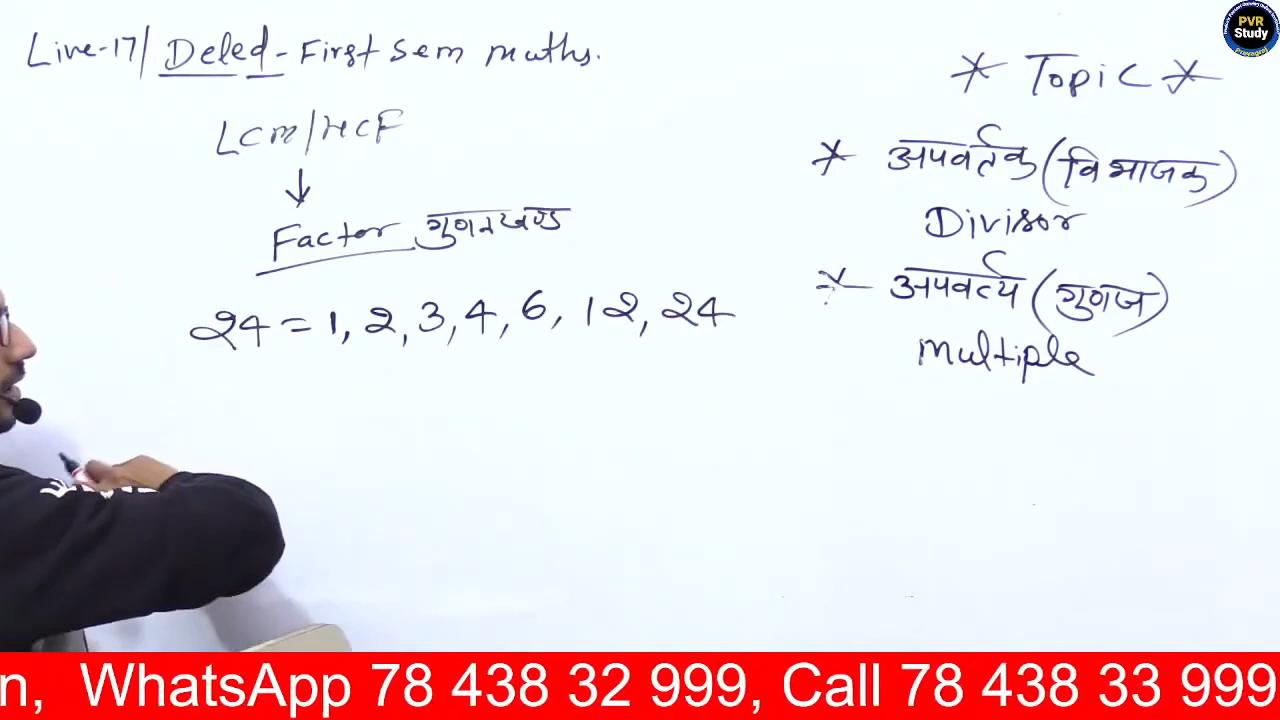 Live-17/ Deled - First Sem maths.
LCM/HCF
Factor गुणनखण्ड
24 = 1, 2, 3, 4, 6, 12, 24
* Topic *
* अपवर्तक (विभाजक)
Divisor
* अपवर्त्य (गुणज)
multiple
PVR
Study
Prayagraj
n, WhatsApp 78 438 32 999, Call 78 438 33 999